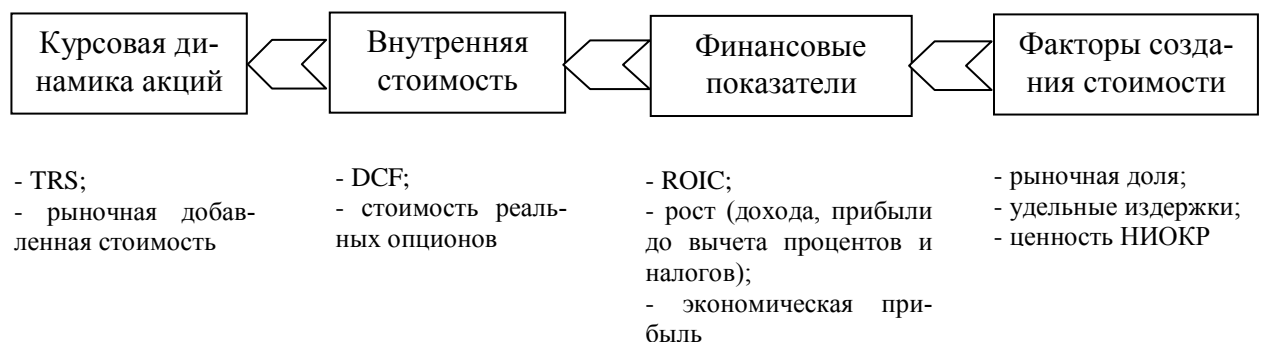 Курсовая ди-
намика акций
Внутренняя
стоимость
Финансовые
показатели
Факторы созда-
ния стоимости
- TRS;
- рыночная добав-
ленная стоимость
- DCF;
- стоимость реаль-
ных опционов
- ROIC;
- рост (дохода, прибыли
до вычета процентов и
налогов);
- экономическая при-
быль
- рыночная доля;
- удельные издержки;
- ценность НИОКР